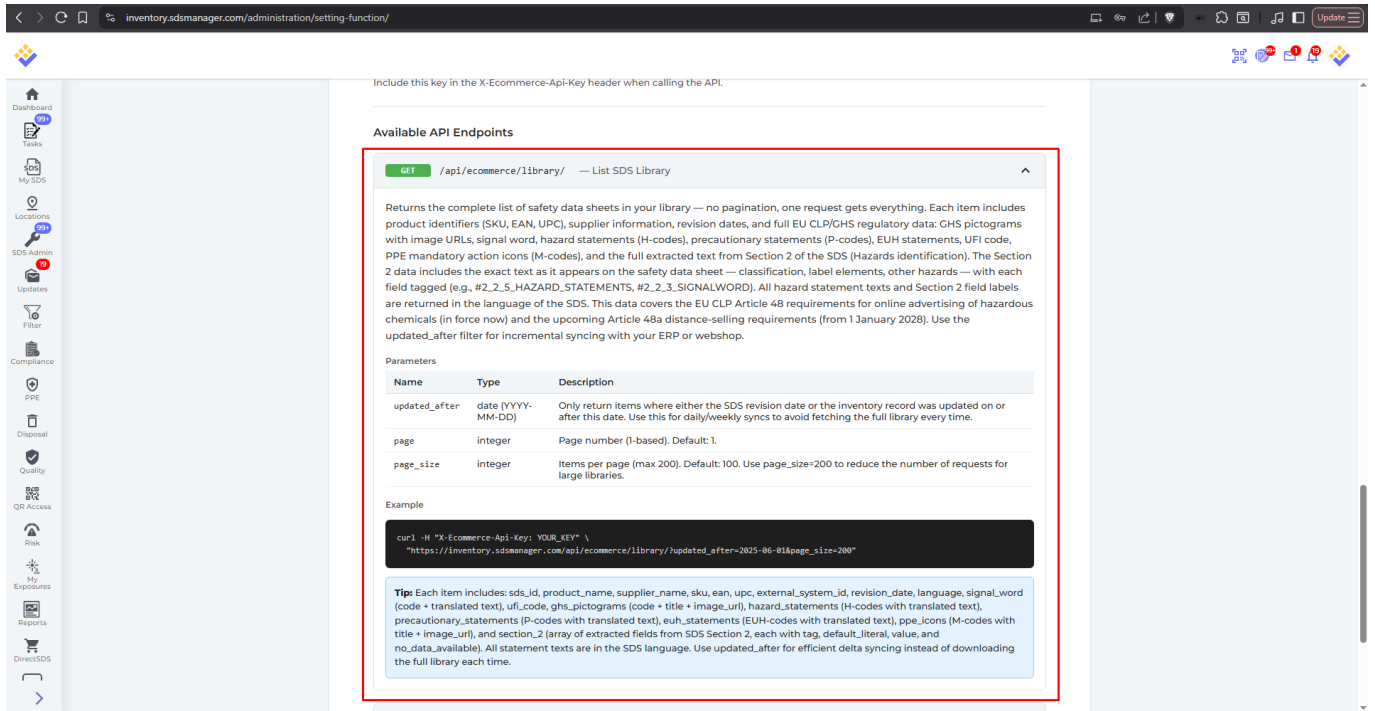 inventory.sdsmanager.com/administration/setting-function/
Update
99+
1
19
Include this key in the X-Ecommerce-Api-Key header when calling the API.
Dashboard
99+
Tasks
SDS
My SDS
Locations
99+
SDS Admin
19
Updates
Filter
Compliance
PPE
Disposal
Quality
QR Access
Risk
My
Exposures
Reports
DirectSDS
Available API Endpoints
GET /api/ecommerce/library/ — List SDS Library
Returns the complete list of safety data sheets in your library — no pagination, one request gets everything. Each item includes
product identifiers (SKU, EAN, UPC), supplier information, revision dates, and full EU CLP/GHS regulatory data: GHS pictograms
with image URLs, signal word, hazard statements (H-codes), precautionary statements (P-codes), EUH statements, UFI code,
PPE mandatory action icons (M-codes), and the full extracted text from Section 2 of the SDS (Hazards identification). The Section
2 data includes the exact text as it appears on the safety data sheet — classification, label elements, other hazards — with each
field tagged (e.g., #2_2_5_HAZARD_STATEMENTS, #2_2_3_SIGNALWORD). All hazard statement texts and Section 2 field labels
are returned in the language of the SDS. This data covers the EU CLP Article 48 requirements for online advertising of hazardous
chemicals (in force now) and the upcoming Article 48a distance-selling requirements (from 1 January 2028). Use the
updated_after filter for incremental syncing with your ERP or webshop.
Parameters
Name Type Description
updated_after date (YYYY-MM-DD) Only return items where either the SDS revision date or the inventory record was updated on or
after this date. Use this for daily/weekly syncs to avoid fetching the full library every time.
page integer Page number (1-based). Default: 1.
page_size integer Items per page (max 200). Default: 100. Use page_size=200 to reduce the number of requests for
large libraries.
Example
curl -H "X-Ecommerce-Api-Key: YOUR_KEY" \
"https://inventory.sdsmanager.com/api/ecommerce/library/?updated_after=2025-06-01&page_size=200"
Tip: Each item includes: sds_id, product_name, supplier_name, sku, ean, upc, external_system_id, revision_date, language, signal_word
(code + translated text), ufi_code, ghs_pictograms (code + title + image_url), hazard_statements (H-codes with translated text),
precautionary_statements (P-codes with translated text), euh_statements (EUH-codes with translated text), ppe_icons (M-codes with
title + image_url), and section_2 (array of extracted fields from SDS Section 2, each with tag, default_literal, value, and
no_data_available). All statement texts are in the SDS language. Use updated_after for efficient delta syncing instead of downloading
the full library each time.